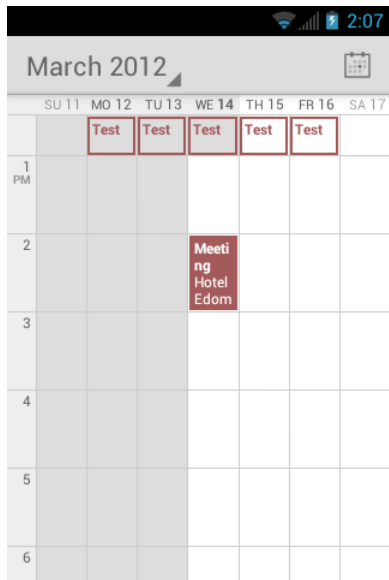 2:07
March 2012
SU 11 MO 12 TU 13 WE 14 TH 15 FR 16 SA 17
Test Test Test Test Test
1
PM
2
Meeti
ng
Hotel
Edom
3
4
5
6